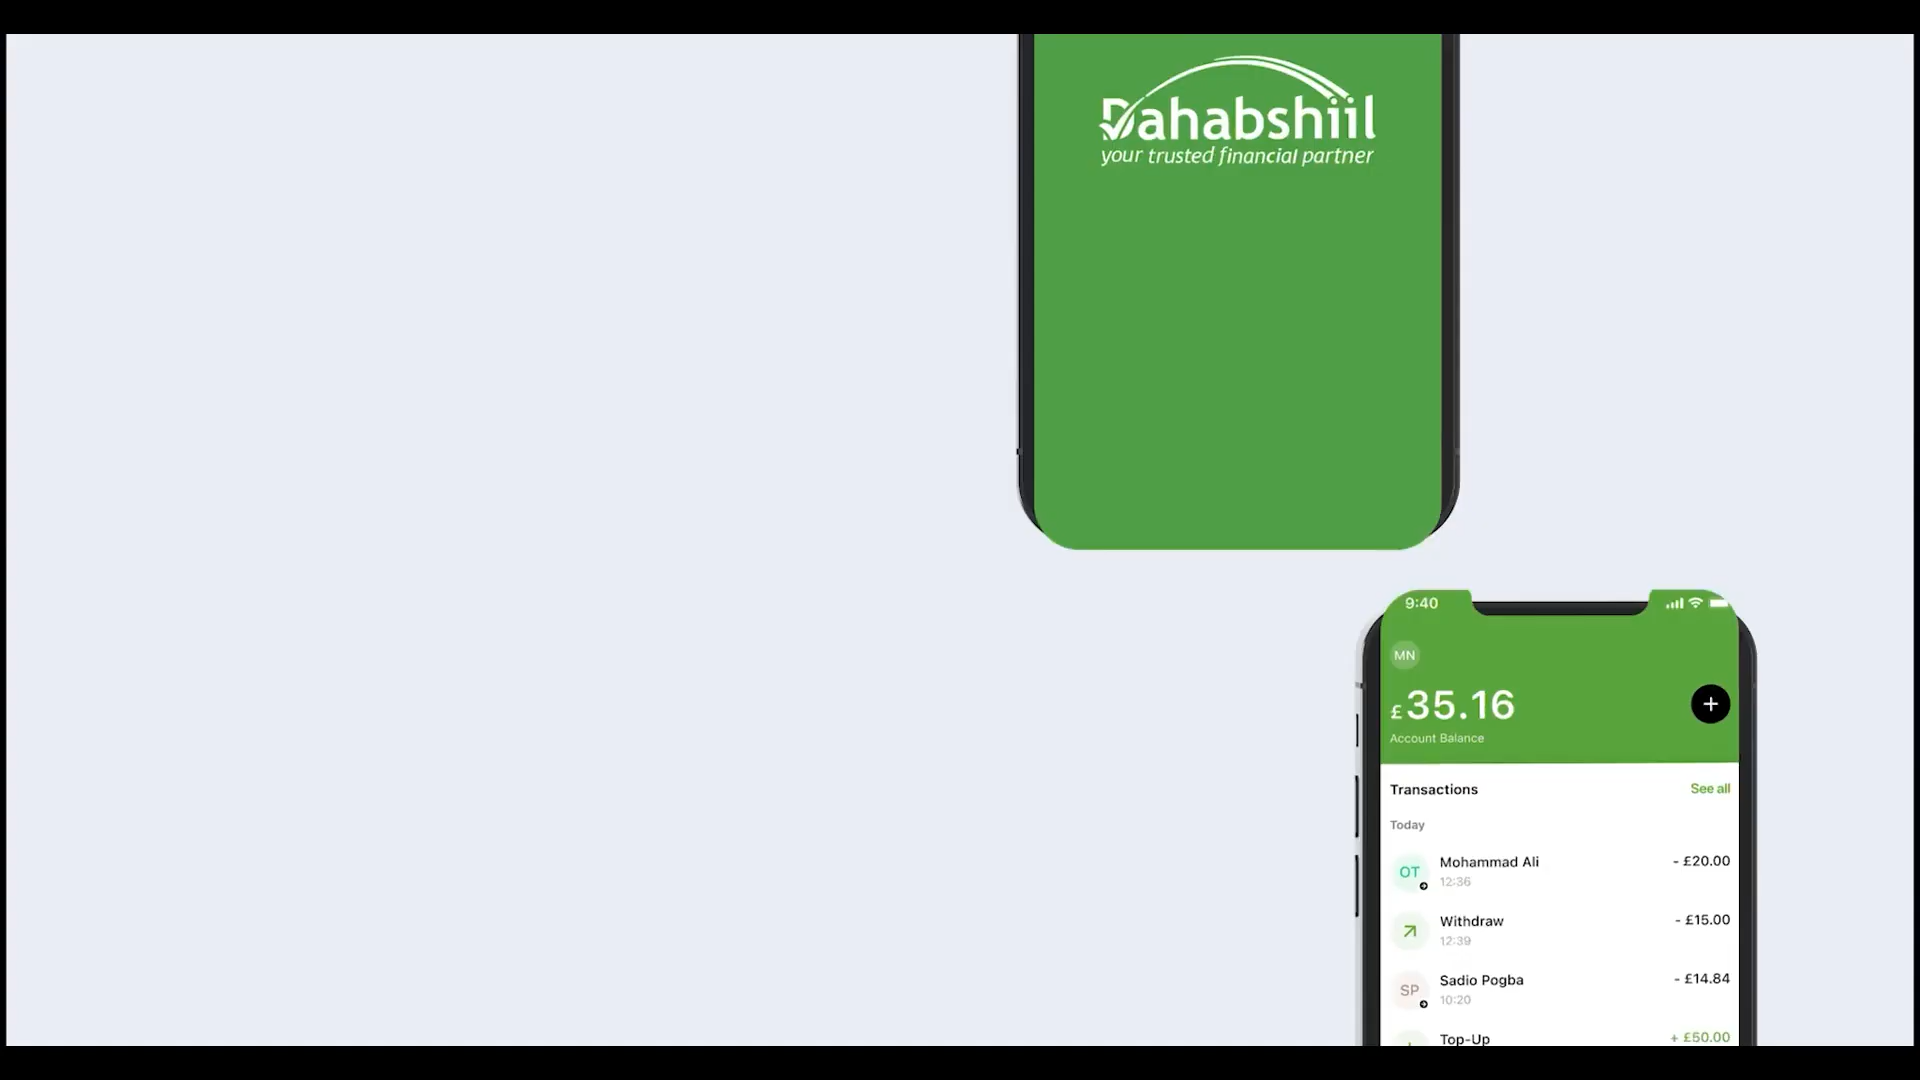 Dahabshiil
your trusted financial partner
9:40
MN
£35.16
+
Account Balance
Transactions See all
Today
OT Mohammad Ali - £20.00
12:36
Withdraw - £15.00
12:39
SP Sadio Pogba - £14.84
10:20
Top-Up + £50.00